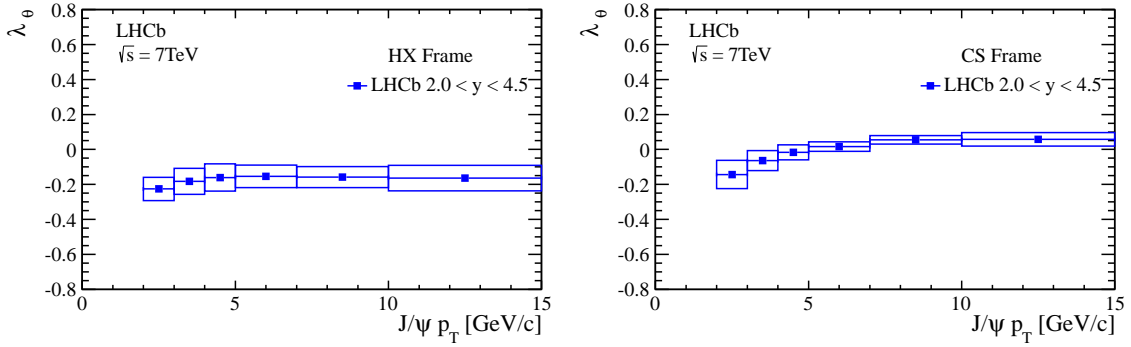 λθ
0.8
0.6
0.4
0.2
0
-0.2
-0.4
-0.6
-0.8
LHCb
√s = 7TeV
HX Frame
LHCb 2.0 < y < 4.5
0 5 10 15
J/ψ pT [GeV/c]
λθ
0.8
0.6
0.4
0.2
0
-0.2
-0.4
-0.6
-0.8
LHCb
√s = 7TeV
CS Frame
LHCb 2.0 < y < 4.5
0 5 10 15
J/ψ pT [GeV/c]